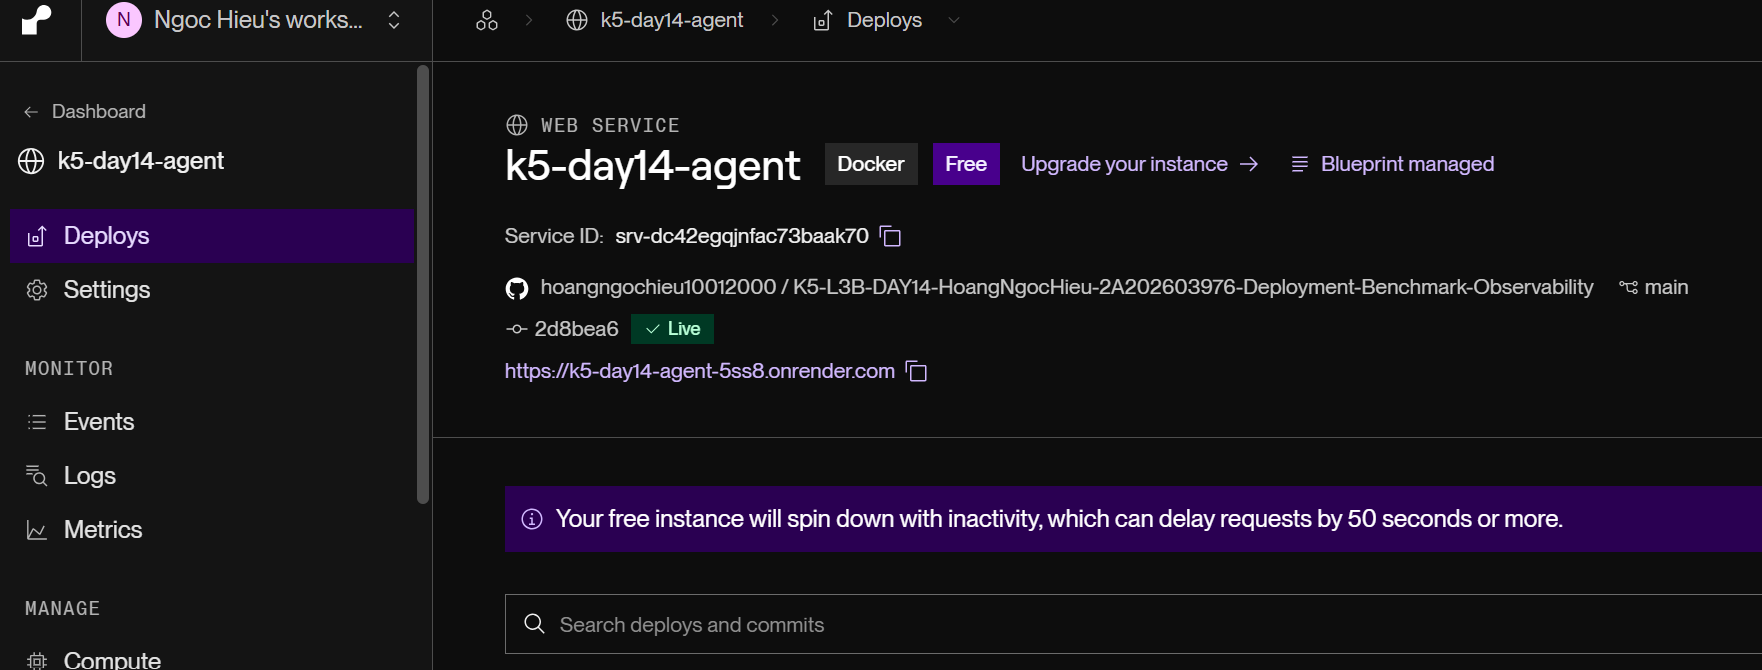 N Ngoc Hieu's works...
k5-day14-agent
Deploys
Dashboard
k5-day14-agent
Deploys
Settings
MONITOR
Events
Logs
Metrics
MANAGE
Compute
WEB SERVICE
k5-day14-agent Docker Free Upgrade your instance → Blueprint managed
Service ID: srv-dc42egqjnfac73baak70
hoangngochieu10012000 / K5-L3B-DAY14-HoangNgocHieu-2A202603976-Deployment-Benchmark-Observability main
2d8bea6 Live
https://k5-day14-agent-5ss8.onrender.com
Your free instance will spin down with inactivity, which can delay requests by 50 seconds or more.
Search deploys and commits